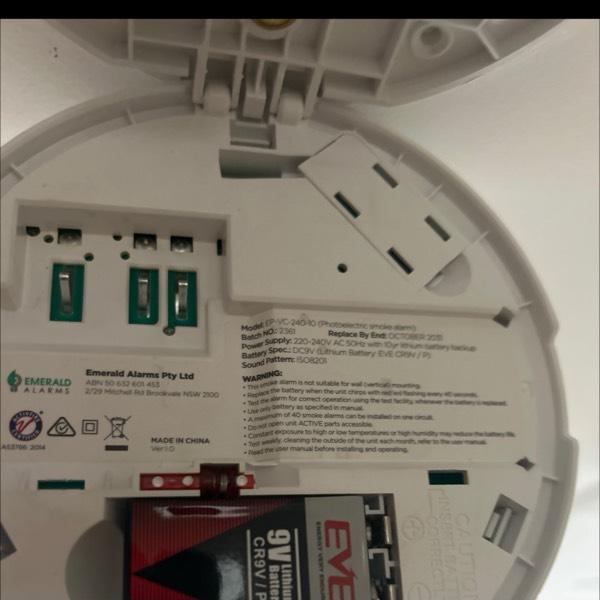 Model: EP-VC-240-10 (Photoelectric smoke alarm)
Batch NO.: 2361 Replace By End: OCTOBER 2031
Power Supply: 220-240V AC 50Hz with 10yr lithium battery backup
Battery Spec.: DC9V (Lithium Battery: EVE CR9V / P)
Sound Pattern: ISO8201
WARNING:
• This smoke alarm is not suitable for wall (vertical) mounting.
• Replace the battery when the unit chirps with red led flashing every 40 seconds.
• Test the alarm for correct operation using the test facility, whenever the battery is replaced.
• Use only battery as specified in manual.
• A maximum of 40 smoke alarms can be installed on one circuit.
• Do not open unit ACTIVE parts accessible.
• Constant exposure to high or low temperatures or high humidity may reduce the battery life.
• Test weekly, cleaning the outside of the unit each month, refer to the user manual.
• Read the user manual before installing and operating.
EMERALD
ALARMS
Emerald Alarms Pty Ltd
ABN 50 632 601 453
2/29 Mitchell Rd Brookvale NSW 2100
AS3786: 2014
MADE IN CHINA
Ver:1.0
EVE
ENERGY VERY ENDURE
9V Lithium
Battery
CR9V / P
CAUTION
INSERT BATT
CORRECT